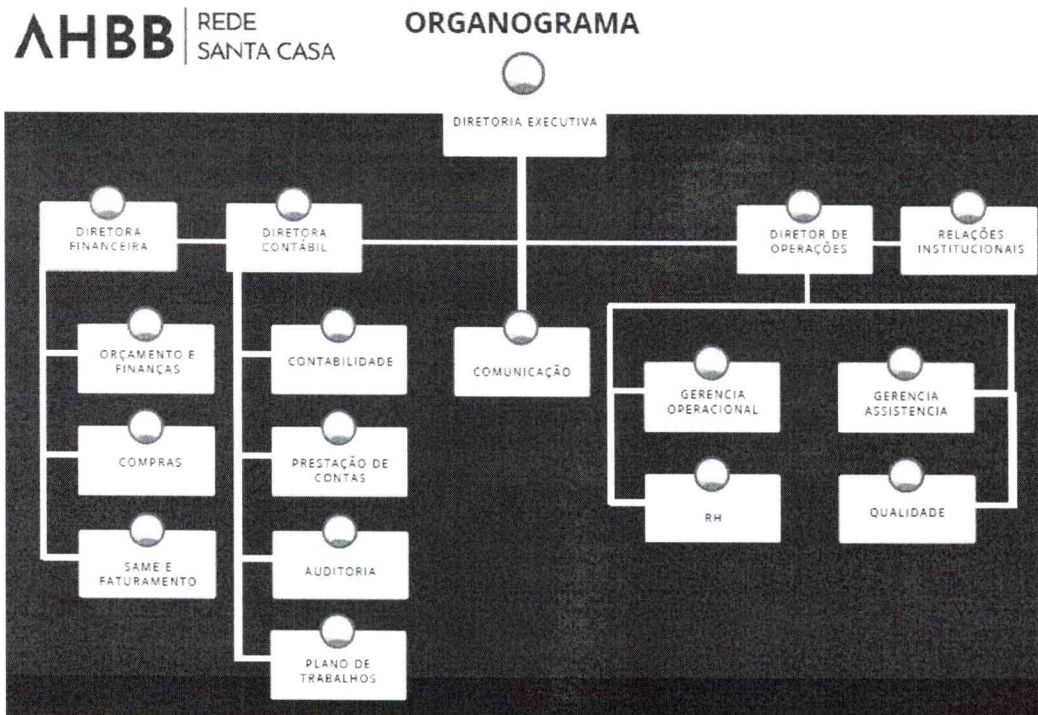 AHBB
REDE
SANTA CASA
ORGANOGRAMA
DIRETORIA EXECUTIVA
DIRETORA
FINANCEIRA
DIRETORA
CONTÁBIL
DIRETOR DE
OPERAÇÕES
RELAÇÕES
INSTITUCIONAIS
ORÇAMENTO E
FINANÇAS
CONTABILIDADE
COMUNICAÇÃO
GERENCIA
OPERACIONAL
GERENCIA
ASSISTENCIA
COMPRAS
PRESTAÇÃO DE
CONTAS
RH
QUALIDADE
SAME E
FATURAMENTO
AUDITORIA
PLANO DE
TRABALHOS